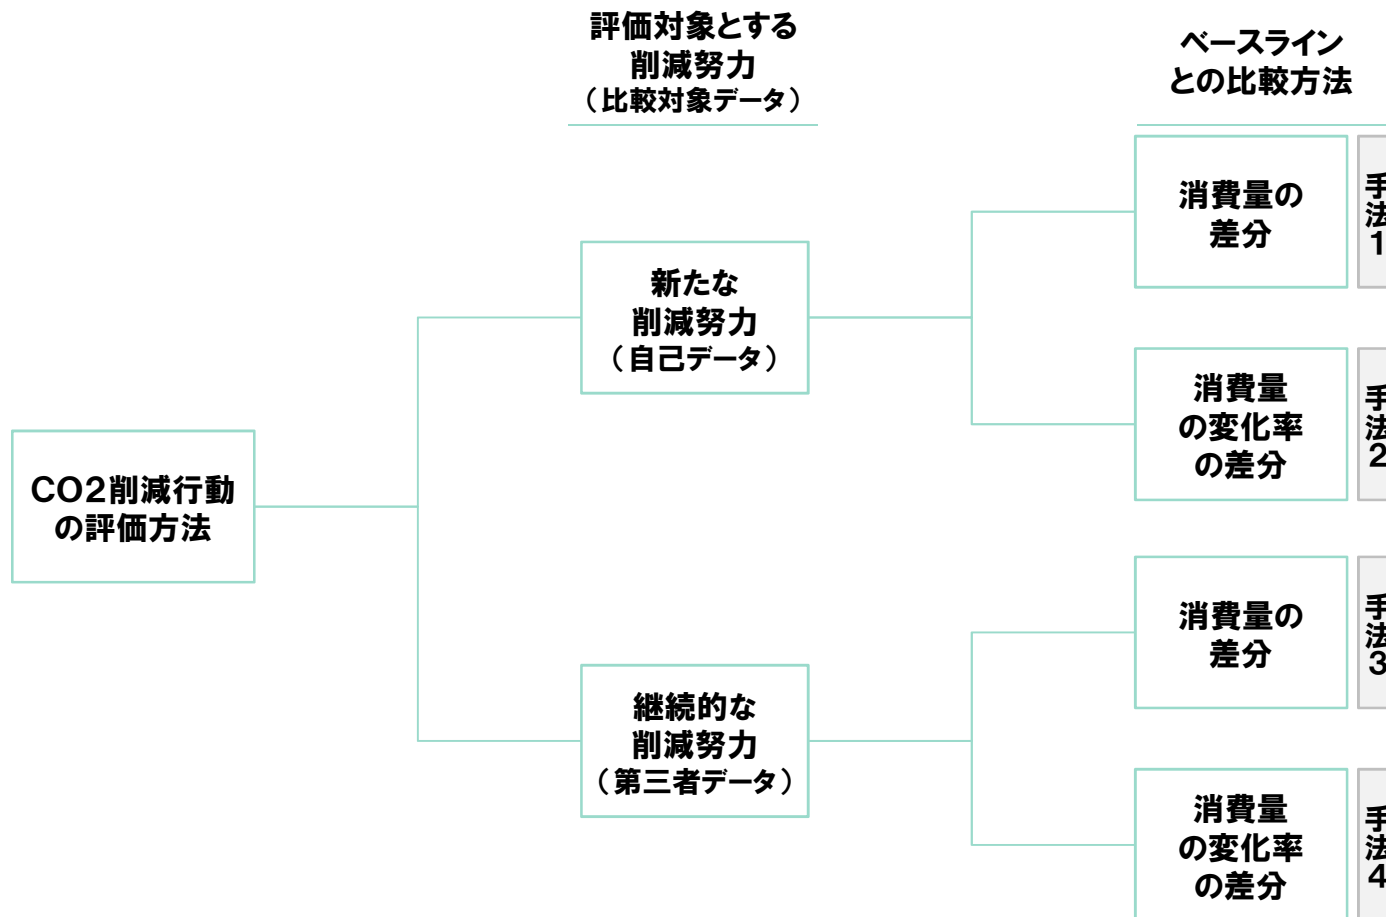 評価対象とする
削減努力
（比較対象データ）
ベースライン
との比較方法
消費量の
差分
手法1
新たな
削減努力
（自己データ）
消費量
の変化率
の差分
手法2
CO2削減行動
の評価方法
消費量の
差分
手法3
継続的な
削減努力
（第三者データ）
消費量
の変化率
の差分
手法4